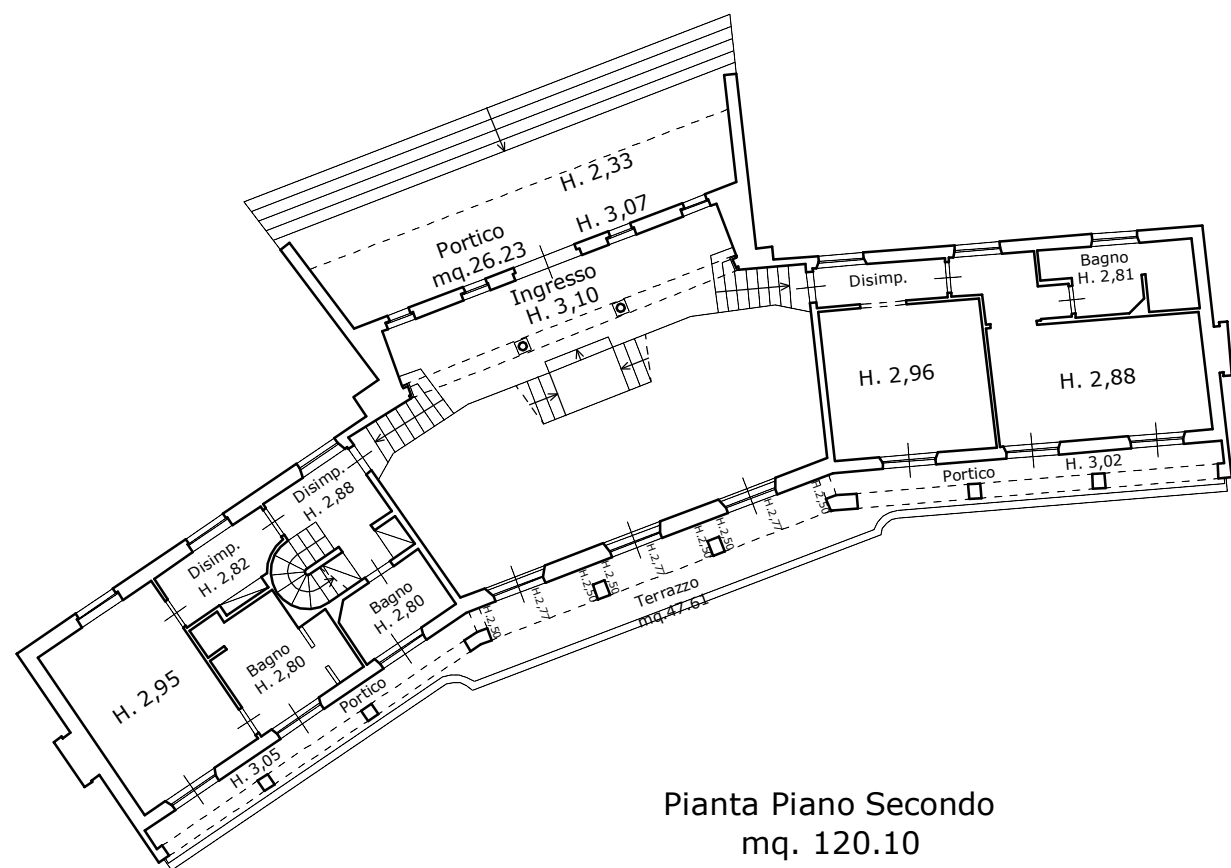 H. 2,33
H. 3,07
Portico
mq.26.23
Ingresso
H. 3,10
Disimp.
Bagno
H. 2,81
H. 2,96
H. 2,88
Portico
H. 3,02
Disimp.
H. 2,88
Disimp.
H. 2,82
Bagno
H. 2,80
Bagno
H. 2,80
H. 2,95
Portico
H. 3,05
H.2,50
H.2,77
H.2,50
H.2,50
H.2,77
H.2,50
H.2,50
H.2,77
H.2,50
Terrazzo
mq.47.61
Pianta Piano Secondo
mq. 120.10